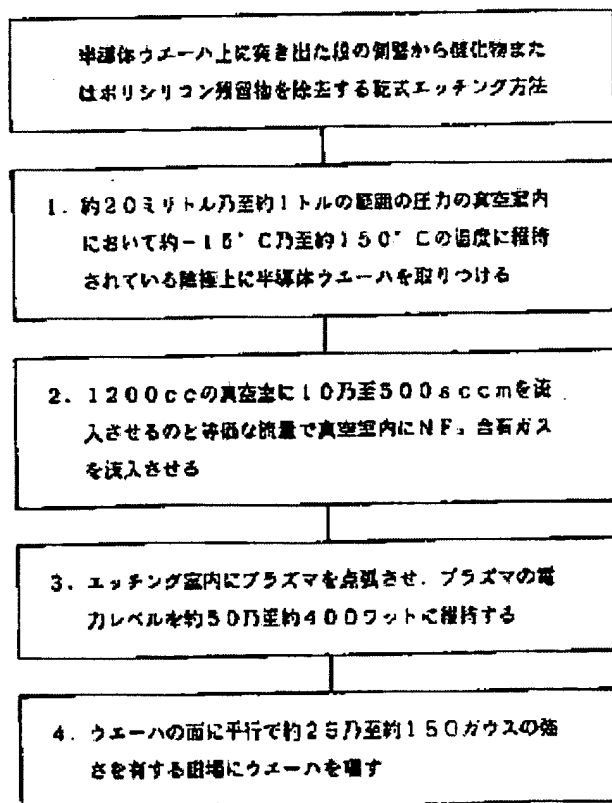 半導体ウエーハ上に突き出た段の側壁から硅化物また
はポリシリコン残留物を除去する乾式エッチング方法
1. 約20ミリトル乃至約1トルの範囲の圧力の真空室内
において約-15°C乃至約150°Cの温度に維持
されている陰極上に半導体ウエーハを取りつける
2. 1200ccの真空室に10乃至500sccmを流
入させるのと等価な流量で真空室内にNF₃含有ガス
を流入させる
3. エッチング室内にプラズマを点弧させ、プラズマの電
力レベルを約50乃至約400ワットに維持する
4. ウエーハの面に平行で約25乃至約150ガウスの強
さを有する磁場にウエーハを曝す